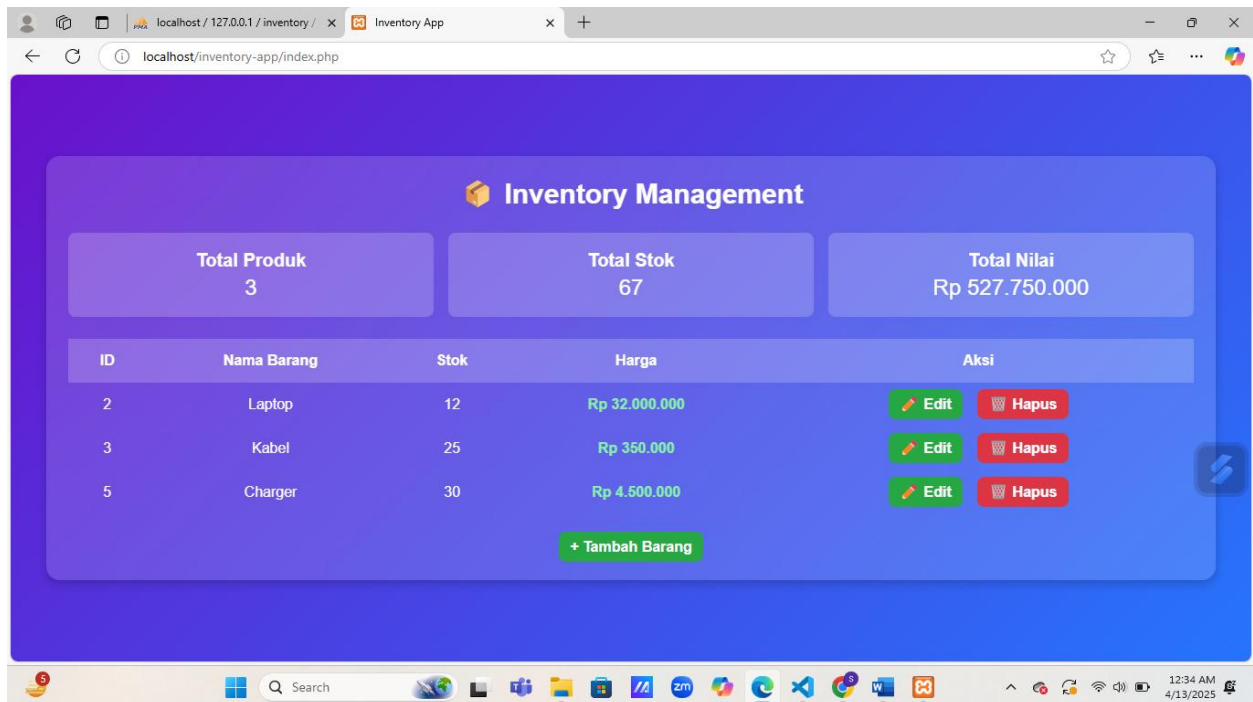 localhost / 127.0.0.1 / inventory /
Inventory App
localhost/inventory-app/index.php
Inventory Management
Total Produk
3
Total Stok
67
Total Nilai
Rp 527.750.000
ID Nama Barang Stok Harga Aksi
2 Laptop 12 Rp 32.000.000 Edit Hapus
3 Kabel 25 Rp 350.000 Edit Hapus
5 Charger 30 Rp 4.500.000 Edit Hapus
+ Tambah Barang
5
Search
zm
S
W
12:34 AM
4/13/2025